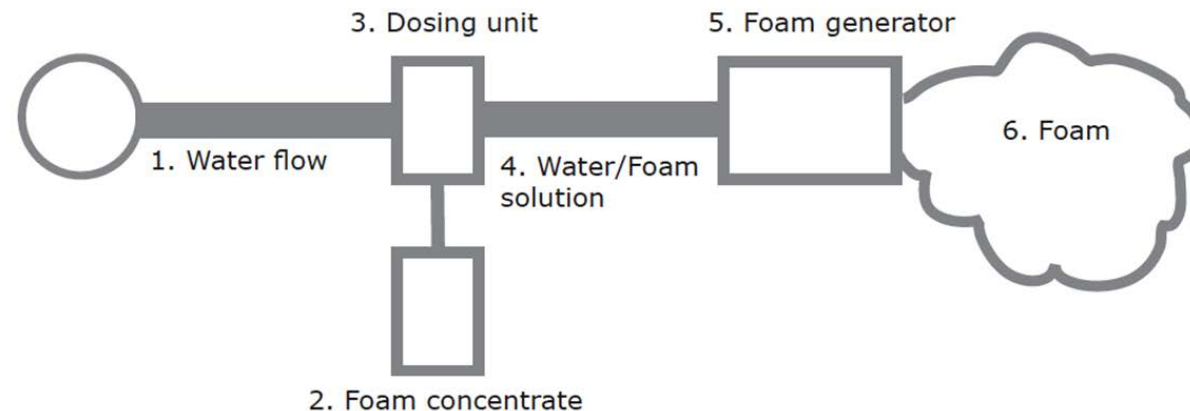 3. Dosing unit
5. Foam generator
6. Foam
1. Water flow
4. Water/Foam
solution
2. Foam concentrate